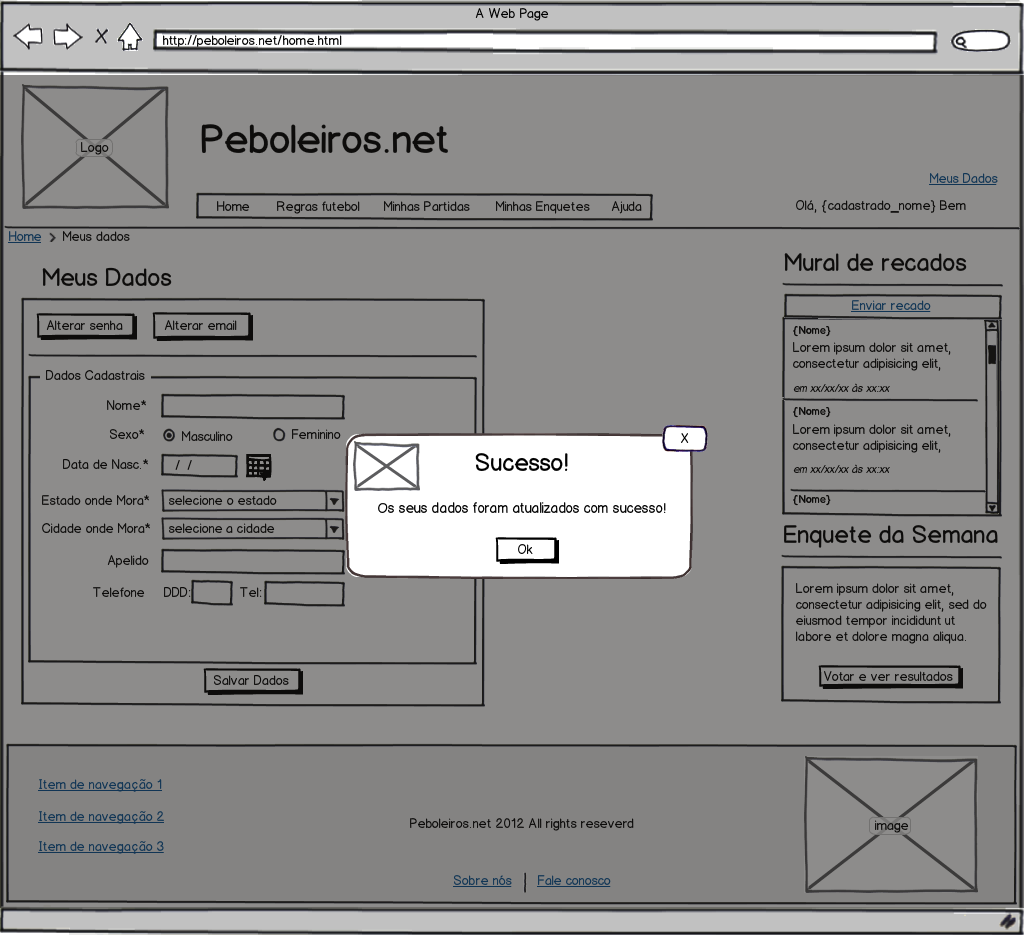 A Web Page
http://peboleiros.net/home.html
Logo
Peboleiros.net
Meus Dados
Home Regras futebol Minhas Partidas Minhas Enquetes Ajuda
Olá, {cadastrado_nome} Bem
Home > Meus dados
Meus Dados
Alterar senha Alterar email
Dados Cadastrais
Nome*
Sexo* Masculino Feminino
Data de Nasc.* / /
Estado onde Mora* selecione o estado
Cidade onde Mora* selecione a cidade
Apelido
Telefone DDD: Tel:
Salvar Dados
X
Sucesso!
Os seus dados foram atualizados com sucesso!
Ok
Mural de recados
Enviar recado
{Nome}
Lorem ipsum dolor sit amet,
consectetur adipisicing elit,
em xx/xx/xx às xx:xx
{Nome}
Lorem ipsum dolor sit amet,
consectetur adipisicing elit,
em xx/xx/xx às xx:xx
{Nome}
Enquete da Semana
Lorem ipsum dolor sit amet,
consectetur adipisicing elit, sed do
eiusmod tempor incididunt ut
labore et dolore magna aliqua.
Votar e ver resultados
Item de navegação 1
Item de navegação 2
Item de navegação 3
Peboleiros.net 2012 All rights reseverd
Sobre nós | Fale conosco
image